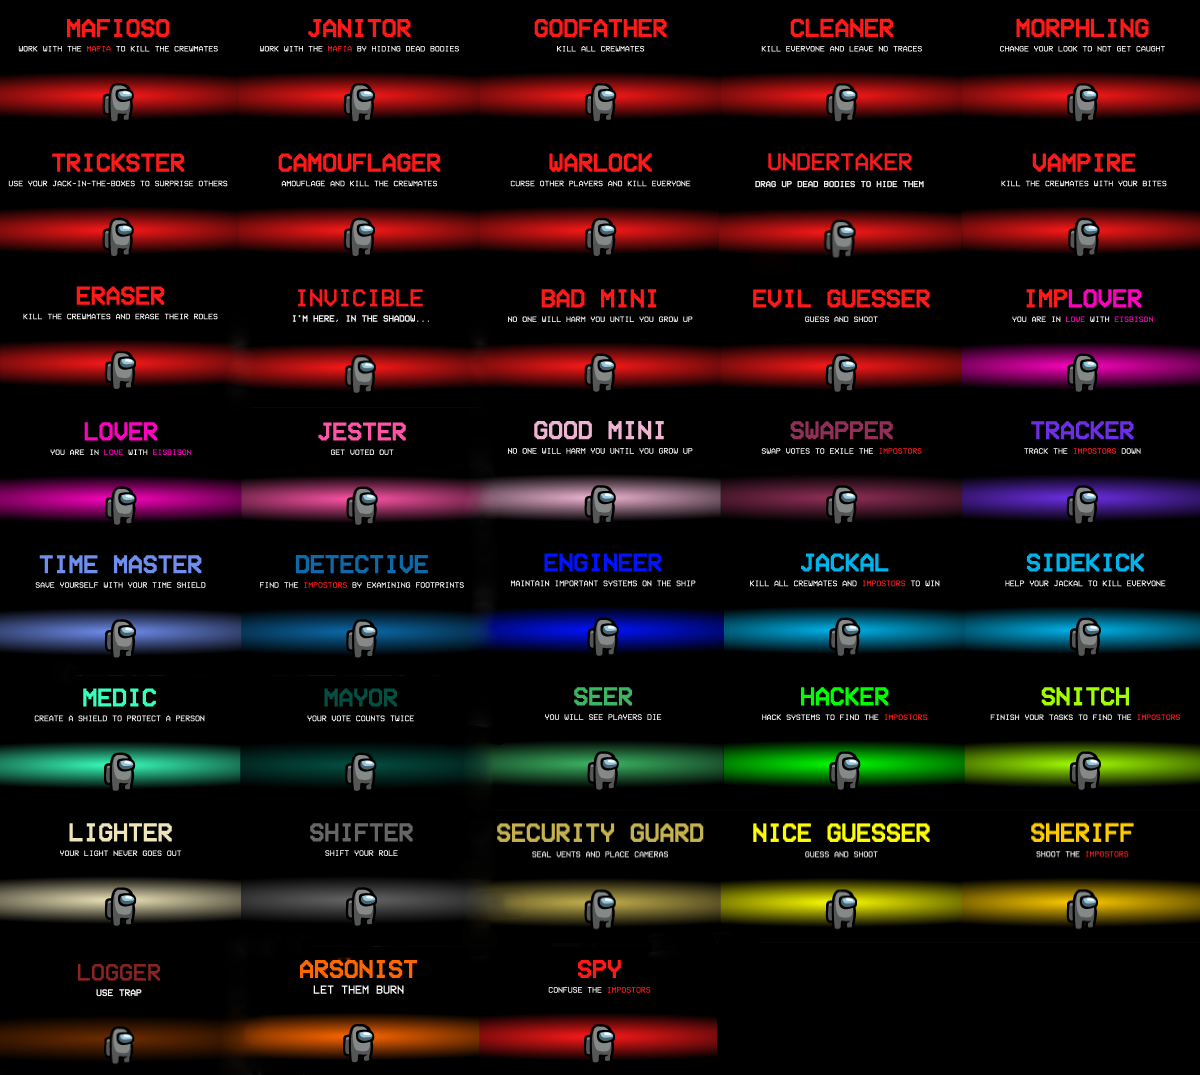 MAFIOSO
WORK WITH THE MAFIA TO KILL THE CREWMATES
JANITOR
WORK WITH THE MAFIA BY HIDING DEAD BODIES
GODFATHER
KILL ALL CREWMATES
CLEANER
KILL EVERYONE AND LEAVE NO TRACES
MORPHLING
CHANGE YOUR LOOK TO NOT GET CAUGHT
TRICKSTER
USE YOUR JACK-IN-THE-BOXES TO SURPRISE OTHERS
CAMOUFLAGER
AMOUFLAGE AND KILL THE CREWMATES
WARLOCK
CURSE OTHER PLAYERS AND KILL EVERYONE
UNDERTAKER
DRAG UP DEAD BODIES TO HIDE THEM
VAMPIRE
KILL THE CREWMATES WITH YOUR BITES
ERASER
KILL THE CREWMATES AND ERASE THEIR ROLES
INVICIBLE
I'M HERE, IN THE SHADOW...
BAD MINI
NO ONE WILL HARM YOU UNTIL YOU GROW UP
EVIL GUESSER
GUESS AND SHOOT
IMPLOVER
YOU ARE IN LOVE WITH EISBISON
LOVER
YOU ARE IN LOVE WITH EISBISON
JESTER
GET VOTED OUT
GOOD MINI
NO ONE WILL HARM YOU UNTIL YOU GROW UP
SWAPPER
SWAP VOTES TO EXILE THE IMPOSTORS
TRACKER
TRACK THE IMPOSTORS DOWN
TIME MASTER
SAVE YOURSELF WITH YOUR TIME SHIELD
DETECTIVE
FIND THE IMPOSTORS BY EXAMINING FOOTPRINTS
ENGINEER
MAINTAIN IMPORTANT SYSTEMS ON THE SHIP
JACKAL
KILL ALL CREWMATES AND IMPOSTORS TO WIN
SIDEKICK
HELP YOUR JACKAL TO KILL EVERYONE
MEDIC
CREATE A SHIELD TO PROTECT A PERSON
MAYOR
YOUR VOTE COUNTS TWICE
SEER
YOU WILL SEE PLAYERS DIE
HACKER
HACK SYSTEMS TO FIND THE IMPOSTORS
SNITCH
FINISH YOUR TASKS TO FIND THE IMPOSTORS
LIGHTER
YOUR LIGHT NEVER GOES OUT
SHIFTER
SHIFT YOUR ROLE
SECURITY GUARD
SEAL VENTS AND PLACE CAMERAS
NICE GUESSER
GUESS AND SHOOT
SHERIFF
SHOOT THE IMPOSTORS
LOGGER
USE TRAP
ARSONIST
LET THEM BURN
SPY
CONFUSE THE IMPOSTORS